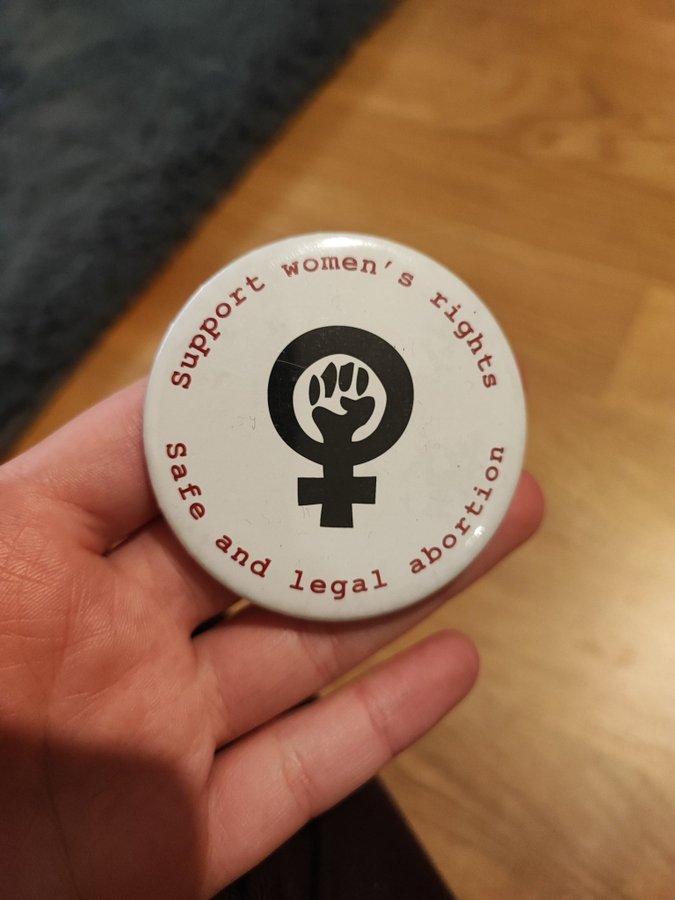 Support women's rights
Safe and legal abortion